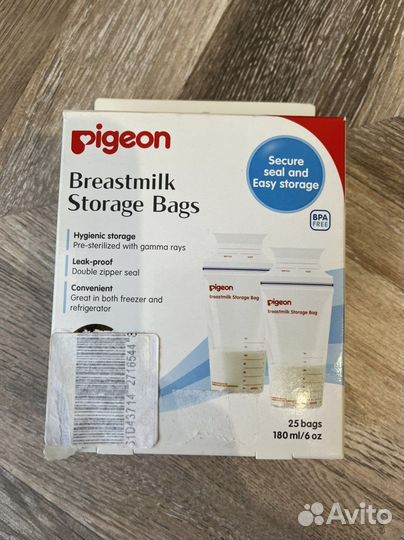 pigeon
Breastmilk
Storage Bags
Secure
seal and
Easy storage
BPA
FREE
Hygienic storage
Pre-sterilized with gamma rays
Leak-proof
Double zipper seal
Convenient
Great in both freezer and
refrigerator
pigeon
Breastmilk Storage Bag
pigeon
Breastmilk Storage Bag
25 bags
180 ml/6 oz
Avito